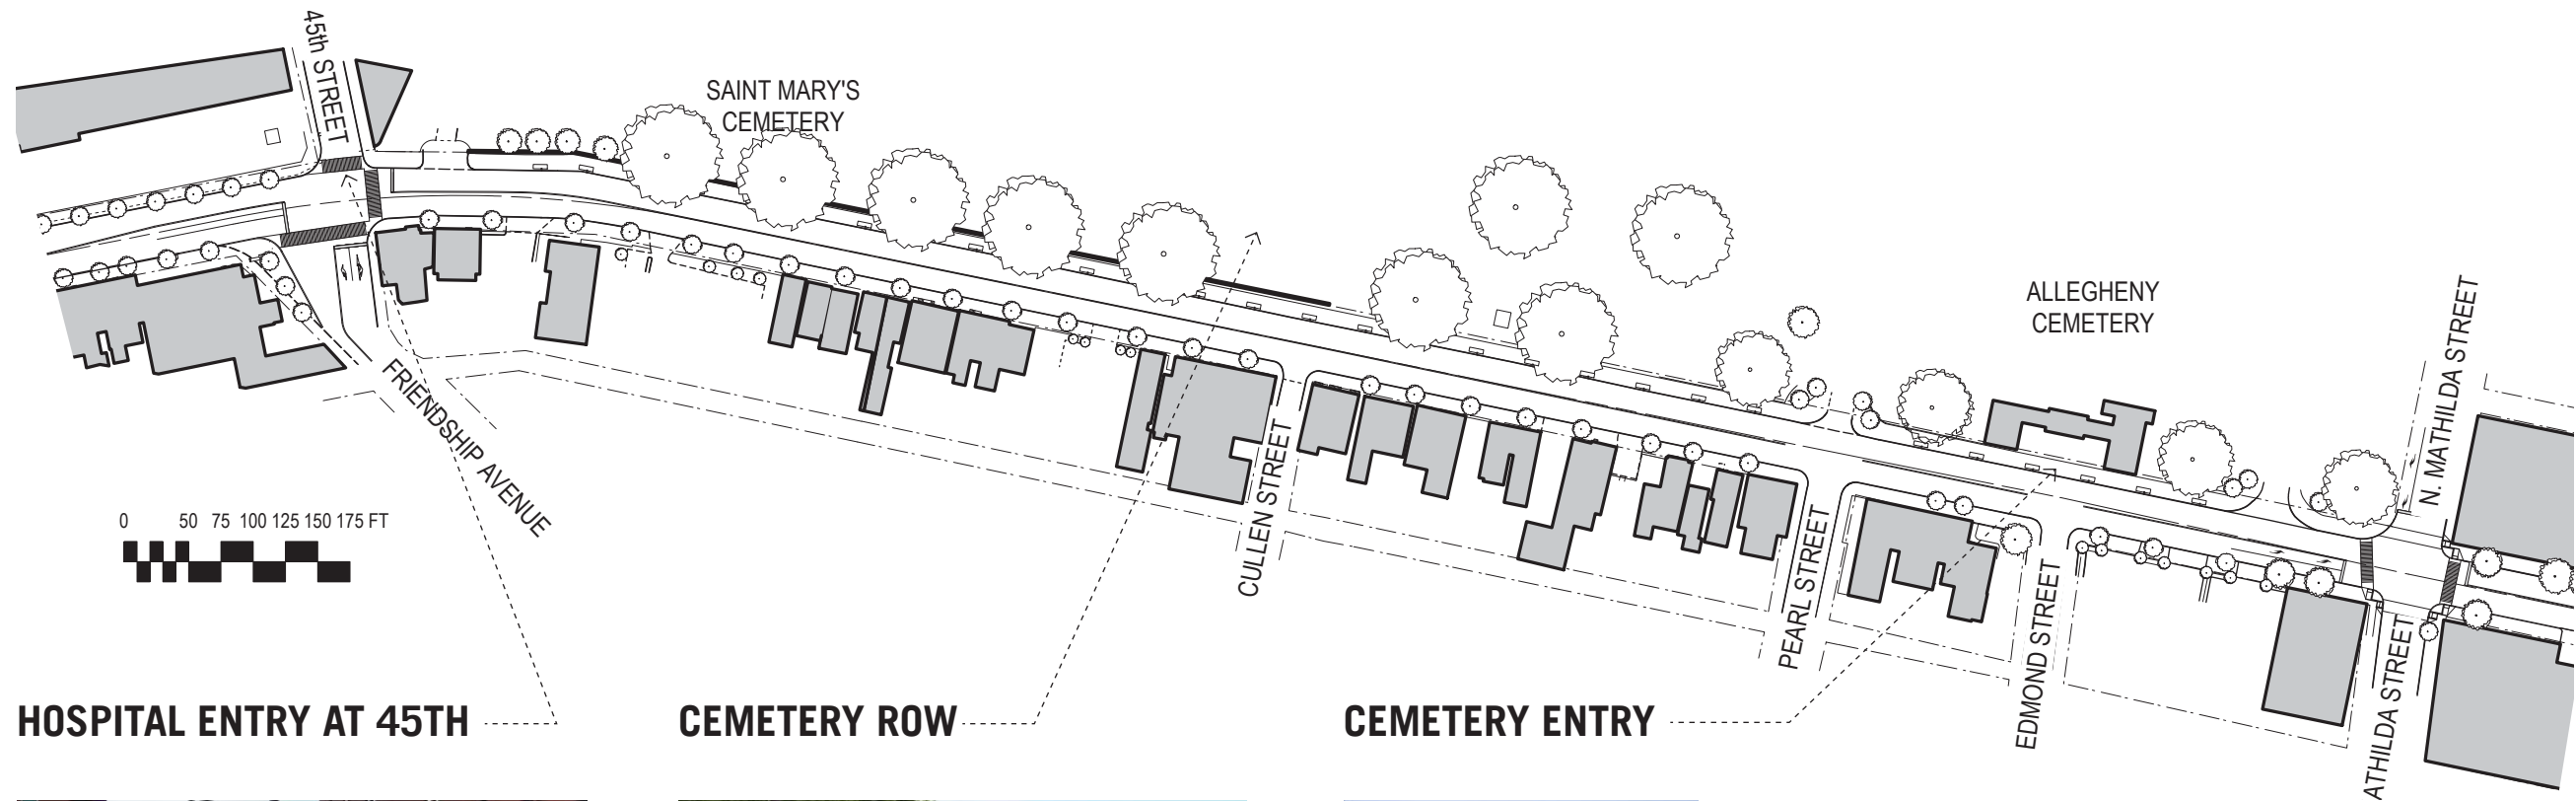 45th STREET
SAINT MARY'S
CEMETERY
ALLEGHENY
CEMETERY
N. MATHILDA STREET
FRIENDSHIP AVENUE
0 50 75 100 125 150 175 FT
CULLEN STREET
PEARL STREET
EDMOND STREET
ATHILDA STREET
HOSPITAL ENTRY AT 45TH
CEMETERY ROW
CEMETERY ENTRY